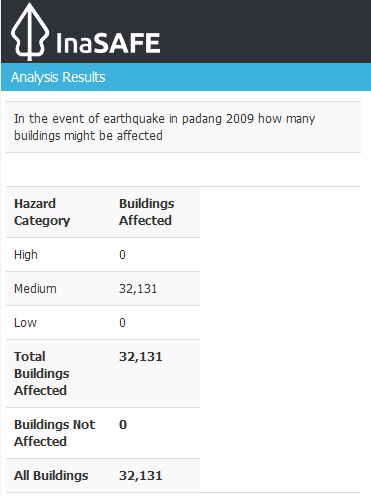 InaSAFE
Analysis Results
In the event of earthquake in padang 2009 how many
buildings might be affected
Hazard Category Buildings Affected
High 0
Medium 32,131
Low 0
Total Buildings Affected 32,131
Buildings Not Affected 0
All Buildings 32,131